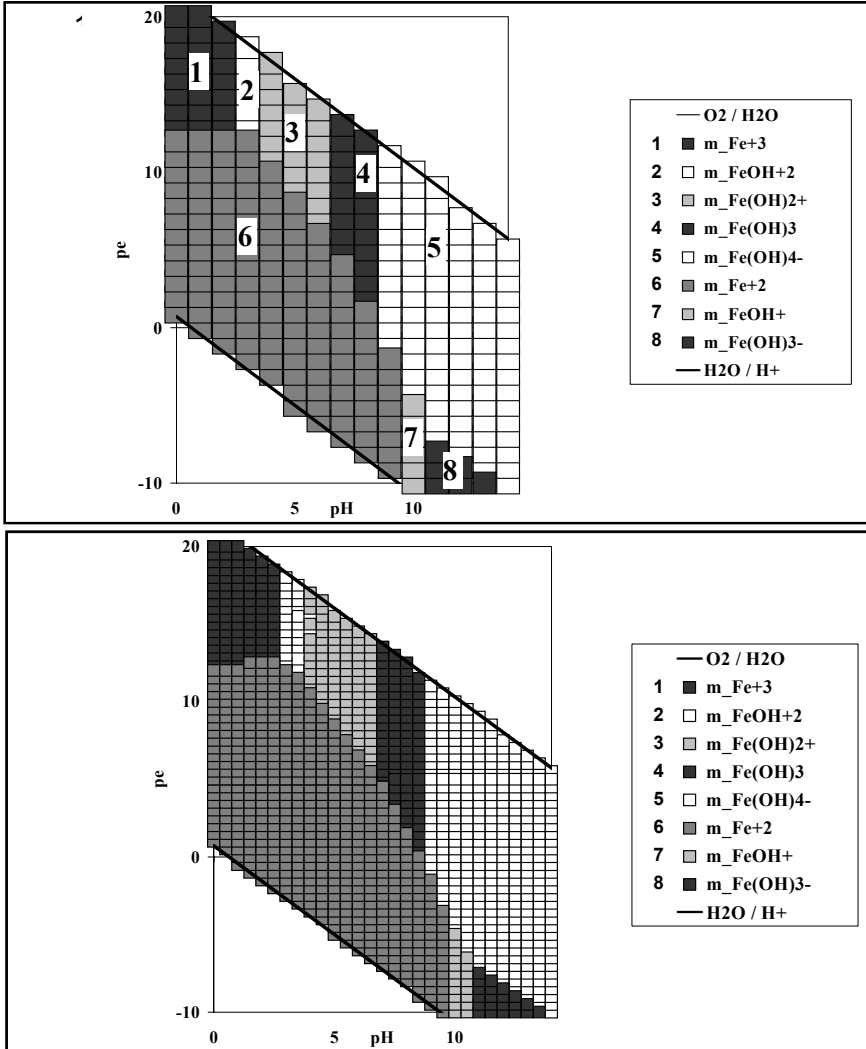 20
10
0
-10
pe
0
5
pH
10
1
2
3
4
5
6
7
8
O2 / H2O
1 m_Fe+3
2 m_FeOH+2
3 m_Fe(OH)2+
4 m_Fe(OH)3
5 m_Fe(OH)4-
6 m_Fe+2
7 m_FeOH+
8 m_Fe(OH)3-
H2O / H+
20
10
0
-10
pe
0
5
pH
10
O2 / H2O
1 m_Fe+3
2 m_FeOH+2
3 m_Fe(OH)2+
4 m_Fe(OH)3
5 m_Fe(OH)4-
6 m_Fe+2
7 m_FeOH+
8 m_Fe(OH)3-
H2O / H+